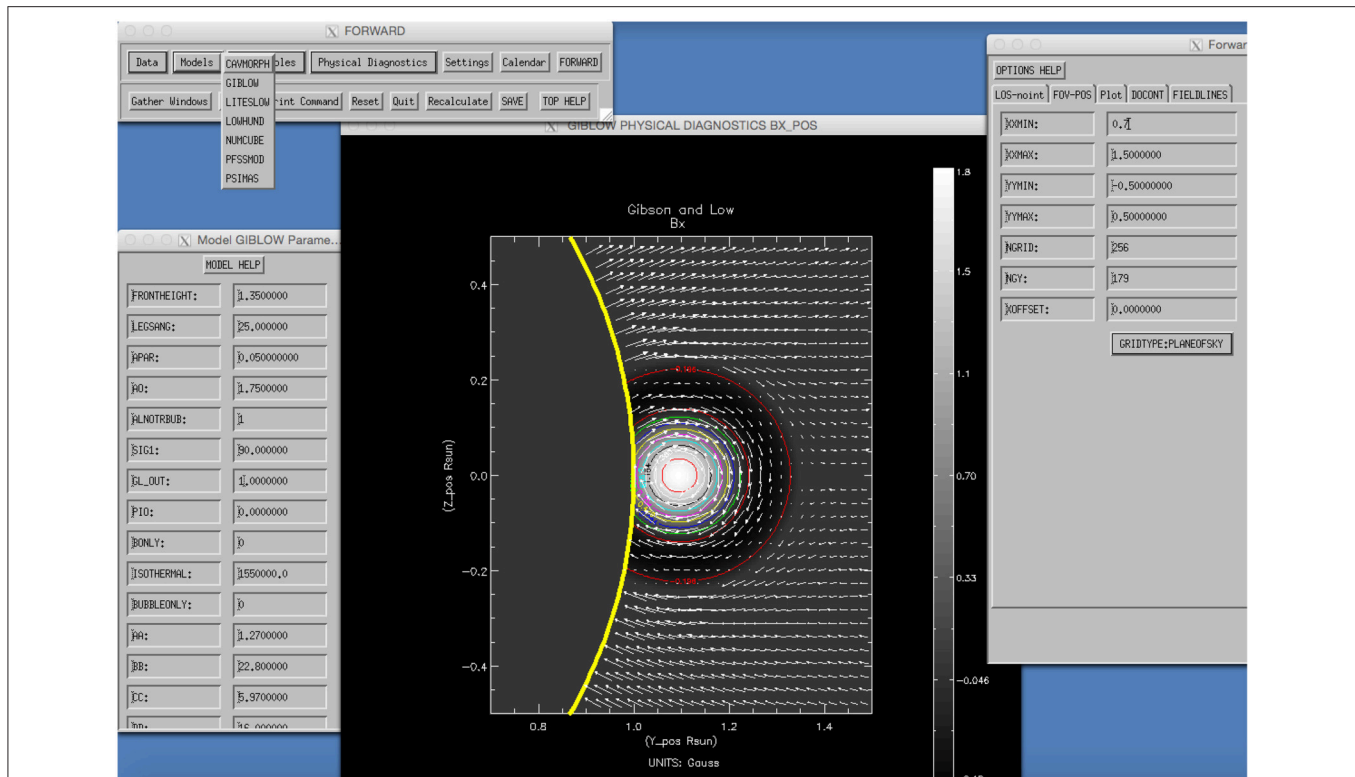 X FORWARD
Data Models bles Physical Diagnostics Settings Calendar FORWARD
CAVMORPH
GIBLOW
LITESLOW
LOWHUND
NUMCUBE
PFSSMOD
PSIMAS
Gather Windows rint Command Reset Quit Recalculate SAVE TOP HELP
X GIBLOW PHYSICAL DIAGNOSTICS BX_POS
Gibson and Low
Bx
0.4
0.2
0.0
−0.2
−0.4
(Z_pos Rsun)
0.8 1.0 1.2 1.4
(Y_pos Rsun)
UNITS: Gauss
1.8
1.5
1.1
0.70
0.33
−0.046
X Model GIBLOW Parame...
MODEL HELP
FRONTHEIGHT: 1.3500000
LEGSANG: 25.000000
APAR: 0.050000000
AO: 1.7500000
ALNOTRBUB: 1
SIG1: 90.000000
GL_OUT: 1.0000000
PIO: 0.0000000
BONLY: 0
ISOTHERMAL: 1550000.0
BUBBLEONLY: 0
AA: 1.2700000
BB: 22.800000
CC: 5.9700000
X Forwar
OPTIONS HELP
LOS-noint FOV-POS Plot DOCONT FIELDLINES
XXMIN: 0.7
XXMAX: 1.5000000
YYMIN: -0.50000000
YYMAX: 0.50000000
NGRID: 256
NGY: 179
XOFFSET: 0.0000000
GRIDTYPE:PLANEOFSKY